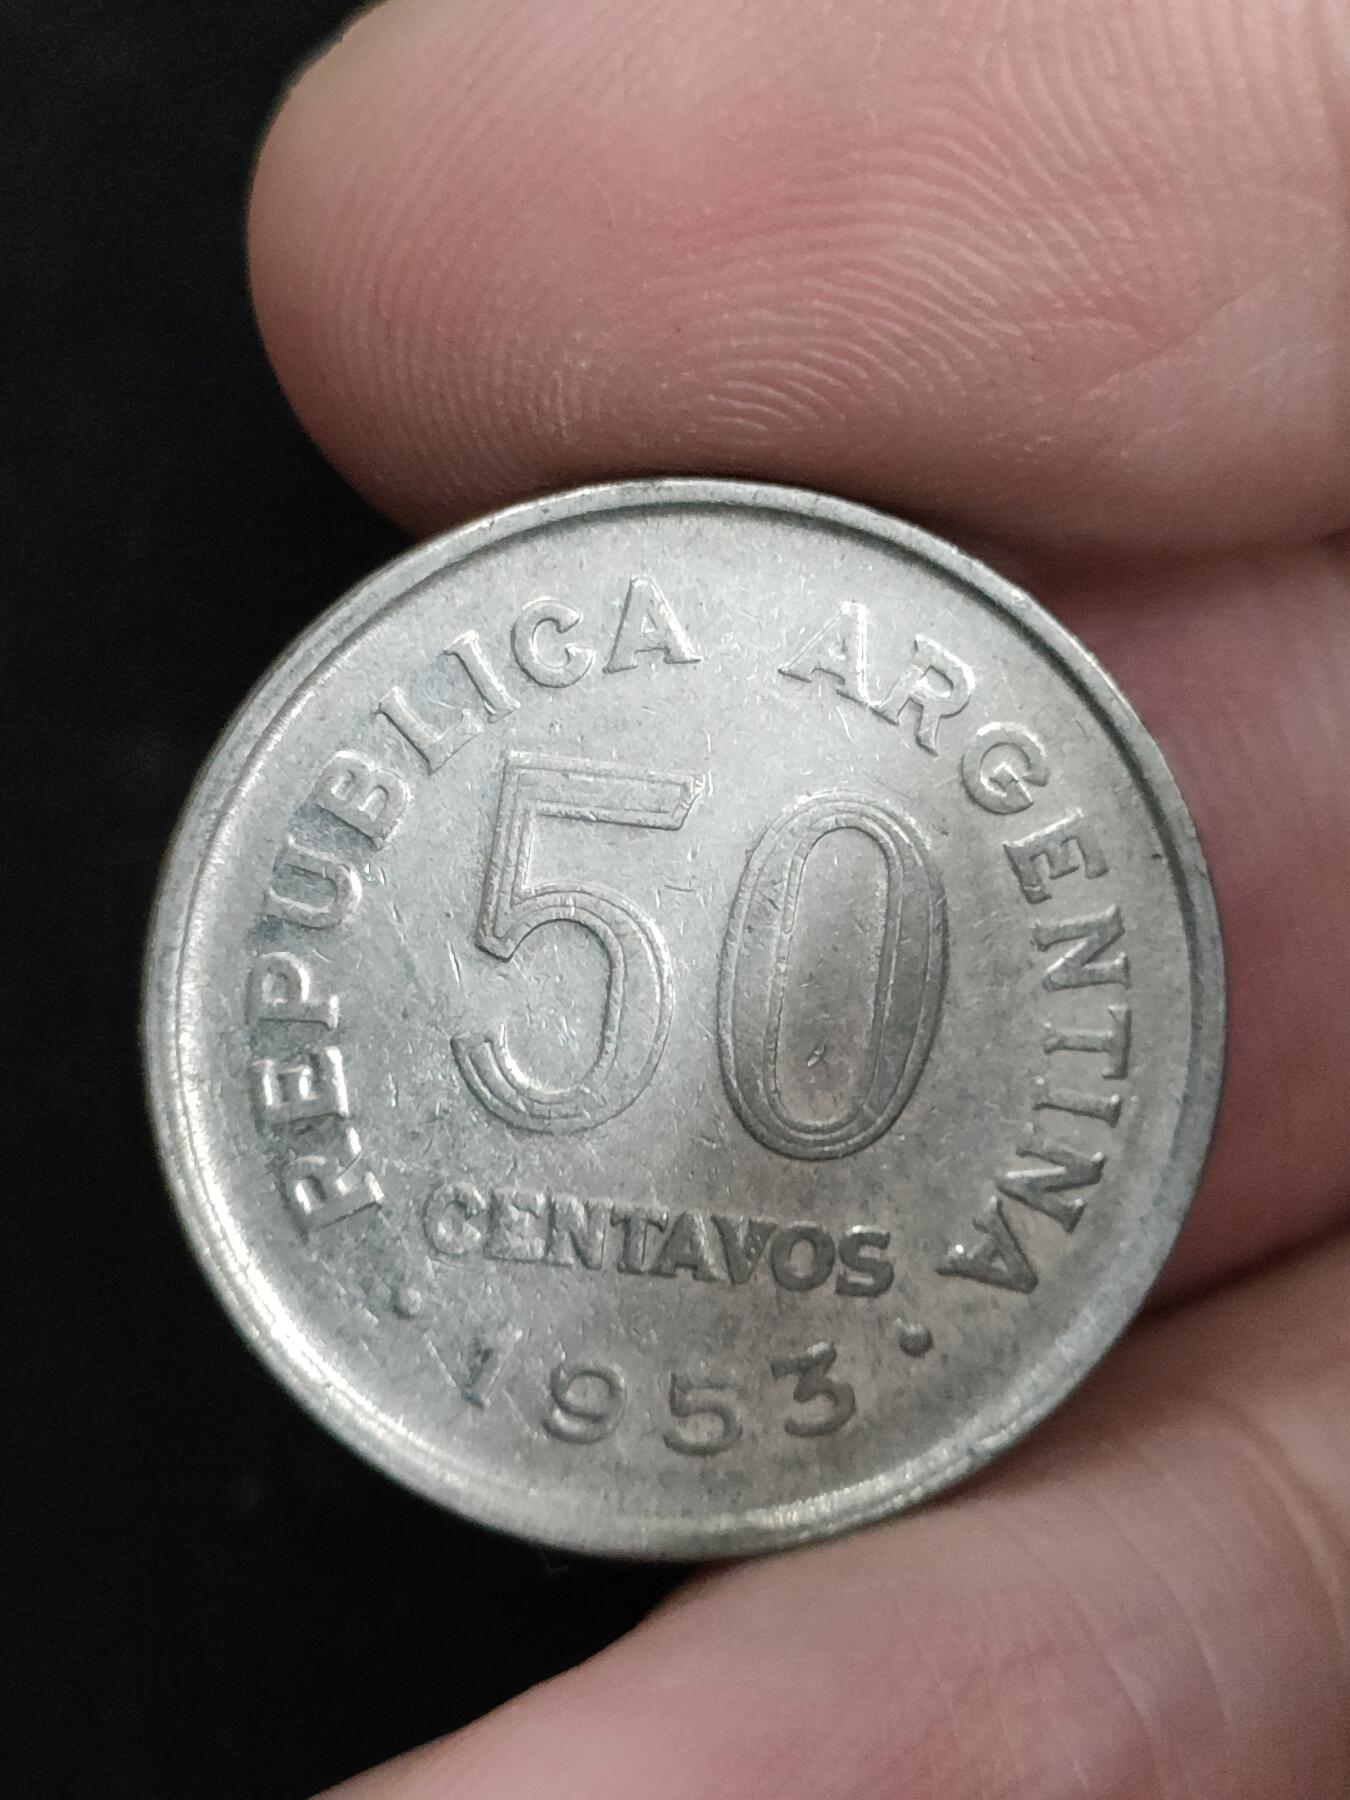 REPUBLICA ARGENTINA
50
CENTAVOS
• 1953 •